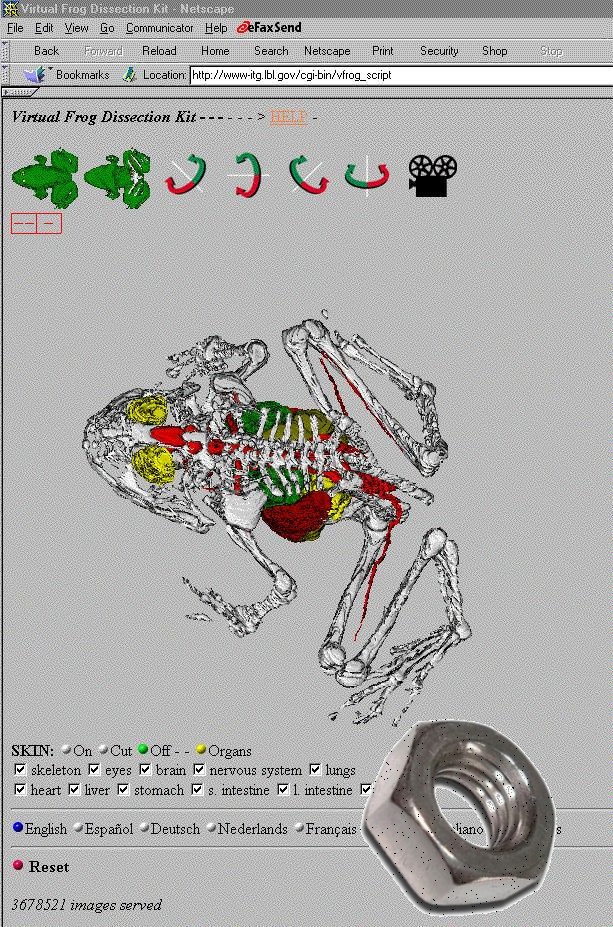 Virtual Frog Dissection Kit - Netscape
File Edit View Go Communicator Help eFaxSend
Back Forward Reload Home Search Netscape Print Security Shop Stop
Bookmarks Location: http://www-itg.lbl.gov/cgi-bin/vfrog_script
Virtual Frog Dissection Kit - - - - - - > HELP -
SKIN: On Cut Off - - Organs
skeleton eyes brain nervous system lungs
heart liver stomach s. intestine l. intestine
English Español Deutsch Nederlands Français liano s
Reset
3678521 images served